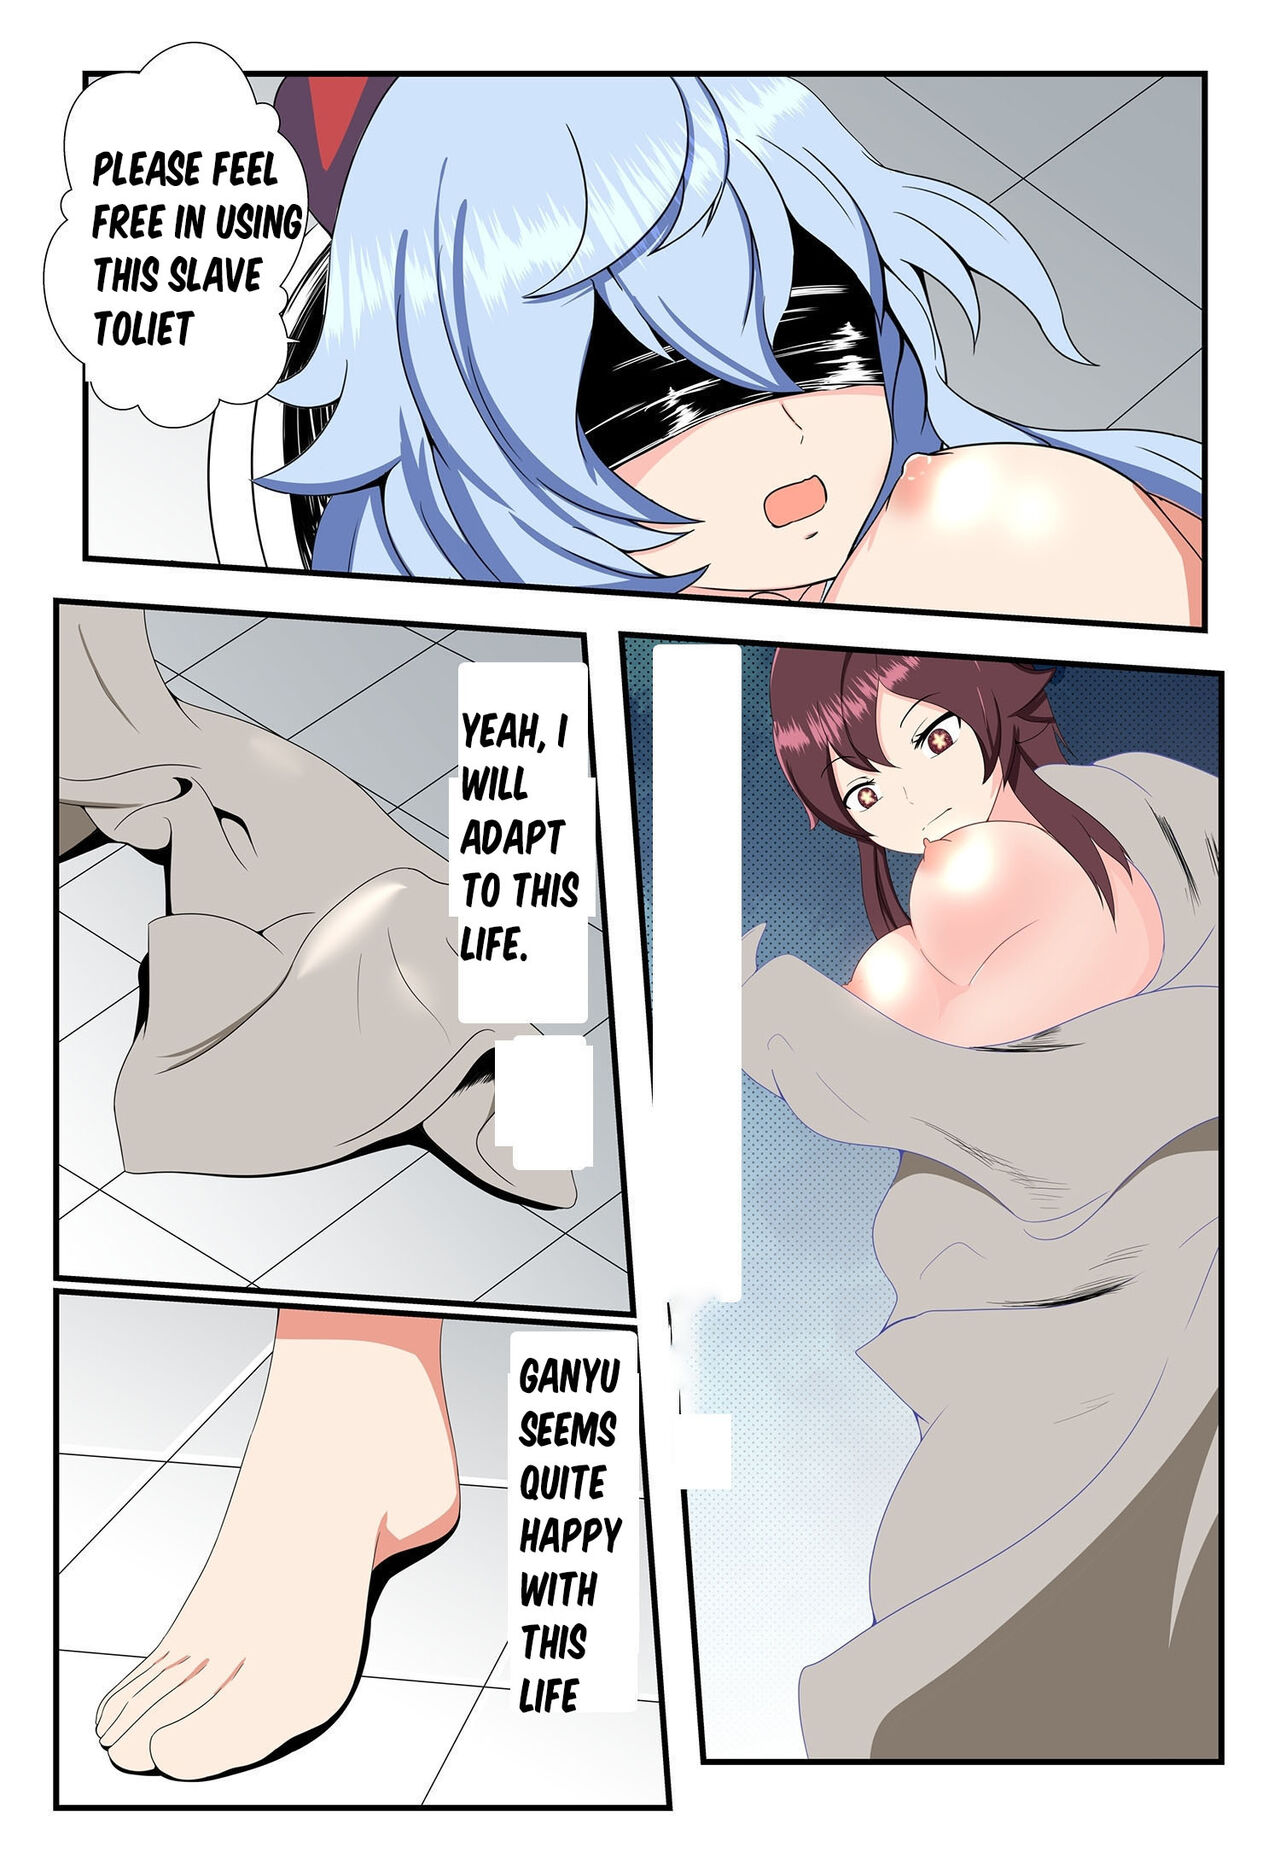 PLEASE FEEL
FREE IN USING
THIS SLAVE
TOLIET
YEAH, I
WILL
ADAPT
TO THIS
LIFE.
GANYU
SEEMS
QUITE
HAPPY
WITH
THIS
LIFE